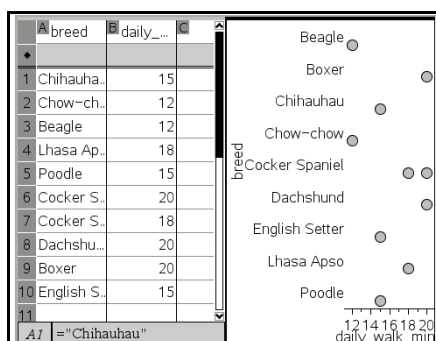 A breed B daily_... C
◆
1 Chihauha.. 15
2 Chow-ch.. 12
3 Beagle 12
4 Lhasa Ap.. 18
5 Poodle 15
6 Cocker S.. 20
7 Cocker S.. 18
8 Dachshu... 20
9 Boxer 20
10 English S.. 15
11
A1 ="Chihauhau"
Beagle
Boxer
Chihauhau
Chow-chow
Cocker Spaniel
Dachshund
English Setter
Lhasa Apso
Poodle
breed
12 14 16 18 20
daily_walk_min